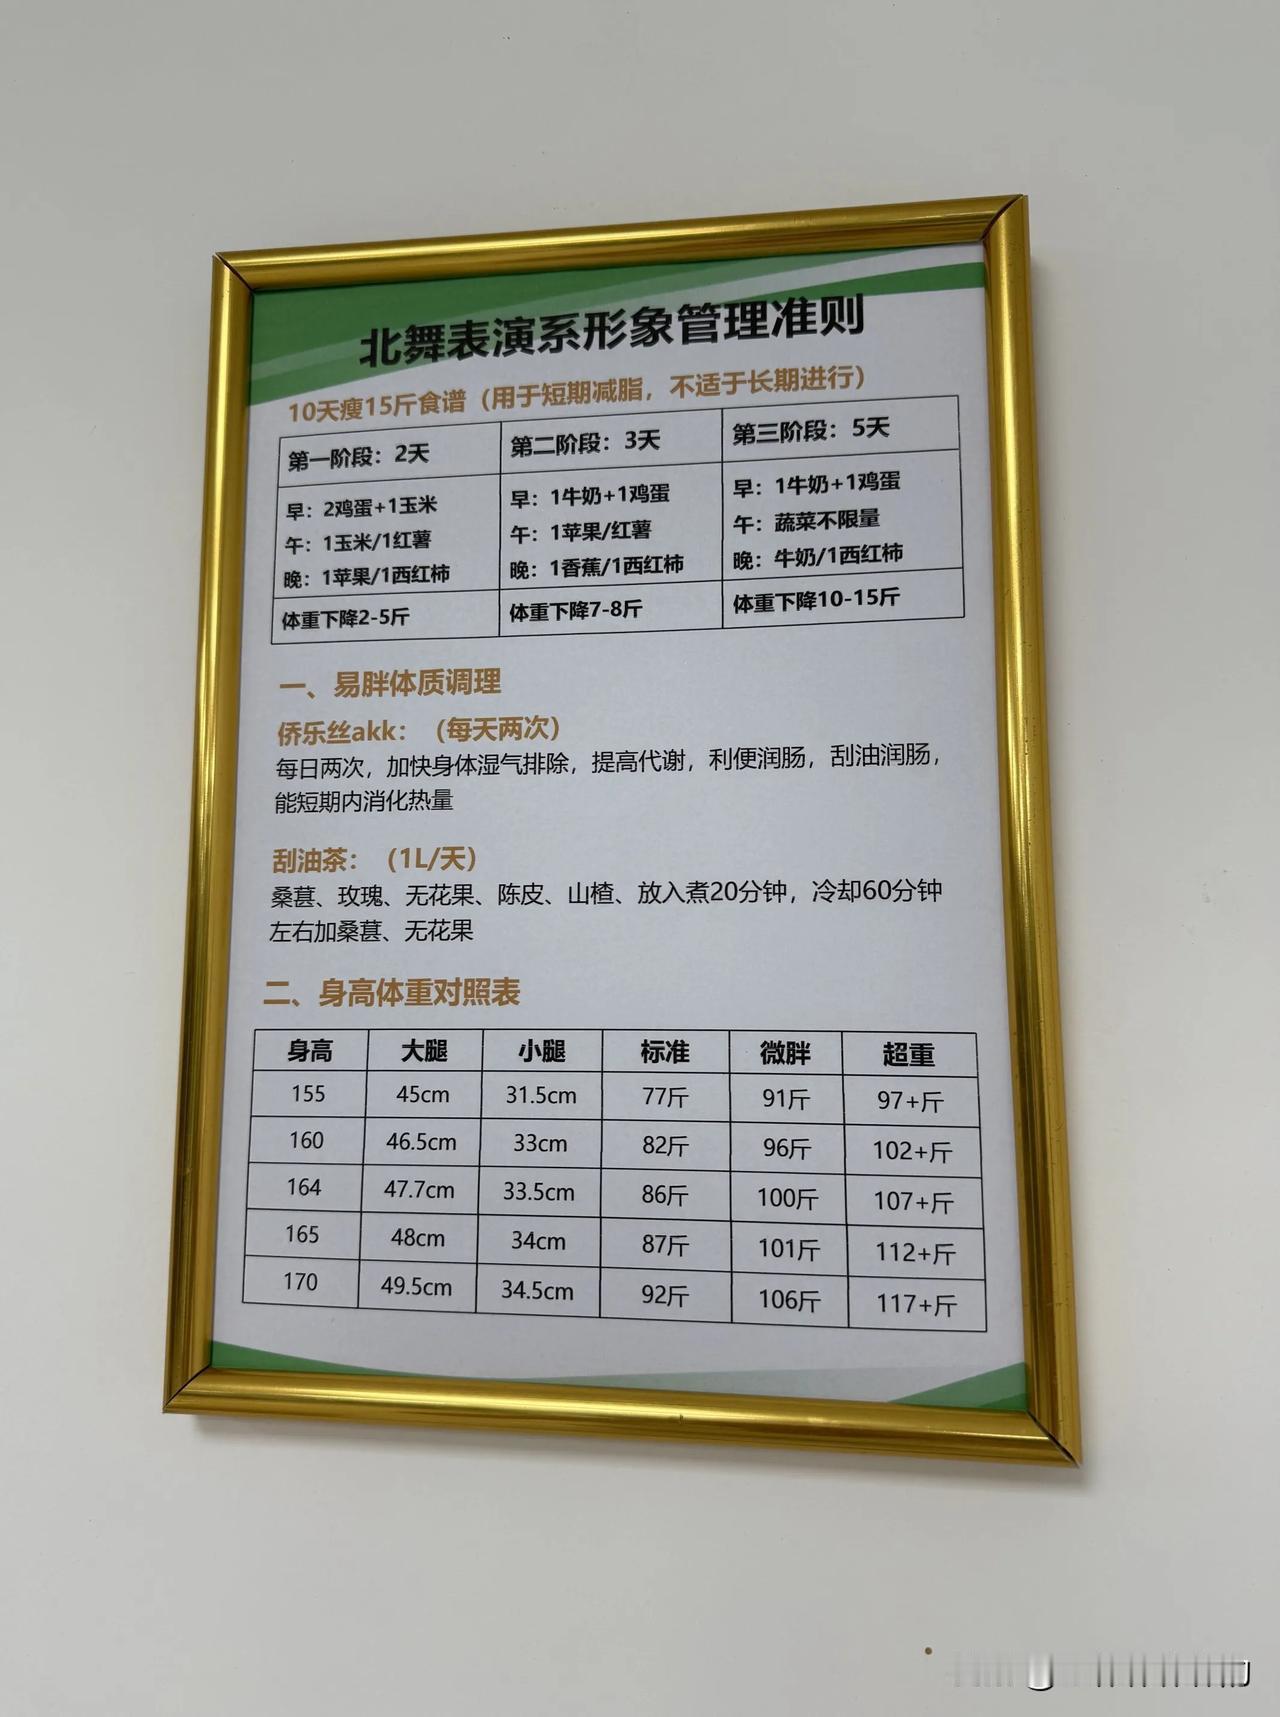 北舞表演系形象管理准则
10天瘦15斤食谱（用于短期减脂，不适于长期进行）
第一阶段：2天 第二阶段：3天 第三阶段：5天
早：2鸡蛋+1玉米 早：1牛奶+1鸡蛋 早：1牛奶+1鸡蛋
午：1玉米/1红薯 午：1苹果/红薯 午：蔬菜不限量
晚：1苹果/1西红柿 晚：1香蕉/1西红柿 晚：牛奶/1西红柿
体重下降2-5斤 体重下降7-8斤 体重下降10-15斤
一、易胖体质调理
侨乐丝akk：（每天两次）
每日两次，加快身体湿气排除，提高代谢，利便润肠，刮油润肠，
能短期内消化热量
刮油茶：（1L/天）
桑葚、玫瑰、无花果、陈皮、山楂、放入煮20分钟，冷却60分钟
左右加桑葚、无花果
二、身高体重对照表
身高 大腿 小腿 标准 微胖 超重
155 45cm 31.5cm 77斤 91斤 97+斤
160 46.5cm 33cm 82斤 96斤 102+斤
164 47.7cm 33.5cm 86斤 100斤 107+斤
165 48cm 34cm 87斤 101斤 112+斤
170 49.5cm 34.5cm 92斤 106斤 117+斤